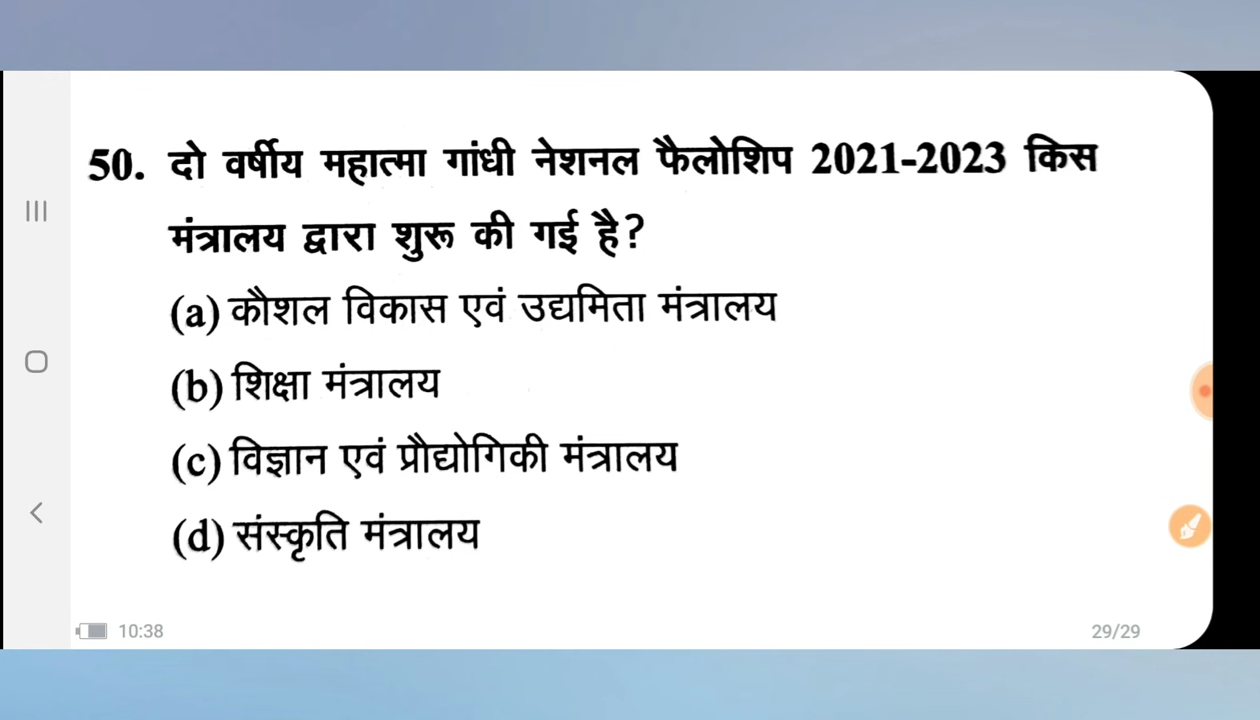 50. दो वर्षीय महात्मा गांधी नेशनल फैलोशिप 2021-2023 किस
मंत्रालय द्वारा शुरू की गई है?
(a) कौशल विकास एवं उद्यमिता मंत्रालय
(b) शिक्षा मंत्रालय
(c) विज्ञान एवं प्रौद्योगिकी मंत्रालय
(d) संस्कृति मंत्रालय
10:38
29/29